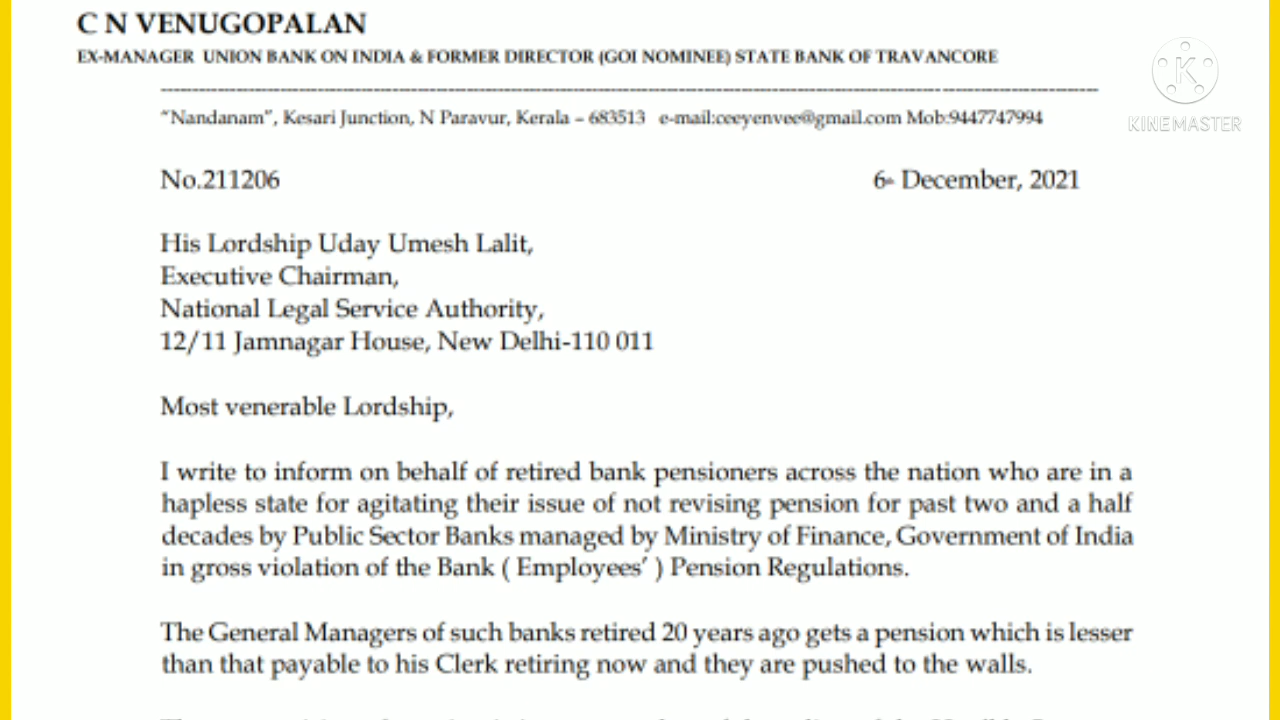 C N VENUGOPALAN
EX-MANAGER UNION BANK ON INDIA & FORMER DIRECTOR (GOI NOMINEE) STATE BANK OF TRAVANCORE
"Nandanam", Kesari Junction, N Paravur, Kerala – 683513 e-mail:ceeyenvee@gmail.com Mob:9447747994
K
KINEMASTER
No.211206 6th December, 2021
His Lordship Uday Umesh Lalit,
Executive Chairman,
National Legal Service Authority,
12/11 Jamnagar House, New Delhi-110 011
Most venerable Lordship,
I write to inform on behalf of retired bank pensioners across the nation who are in a
hapless state for agitating their issue of not revising pension for past two and a half
decades by Public Sector Banks managed by Ministry of Finance, Government of India
in gross violation of the Bank ( Employees' ) Pension Regulations.
The General Managers of such banks retired 20 years ago gets a pension which is lesser
than that payable to his Clerk retiring now and they are pushed to the walls.